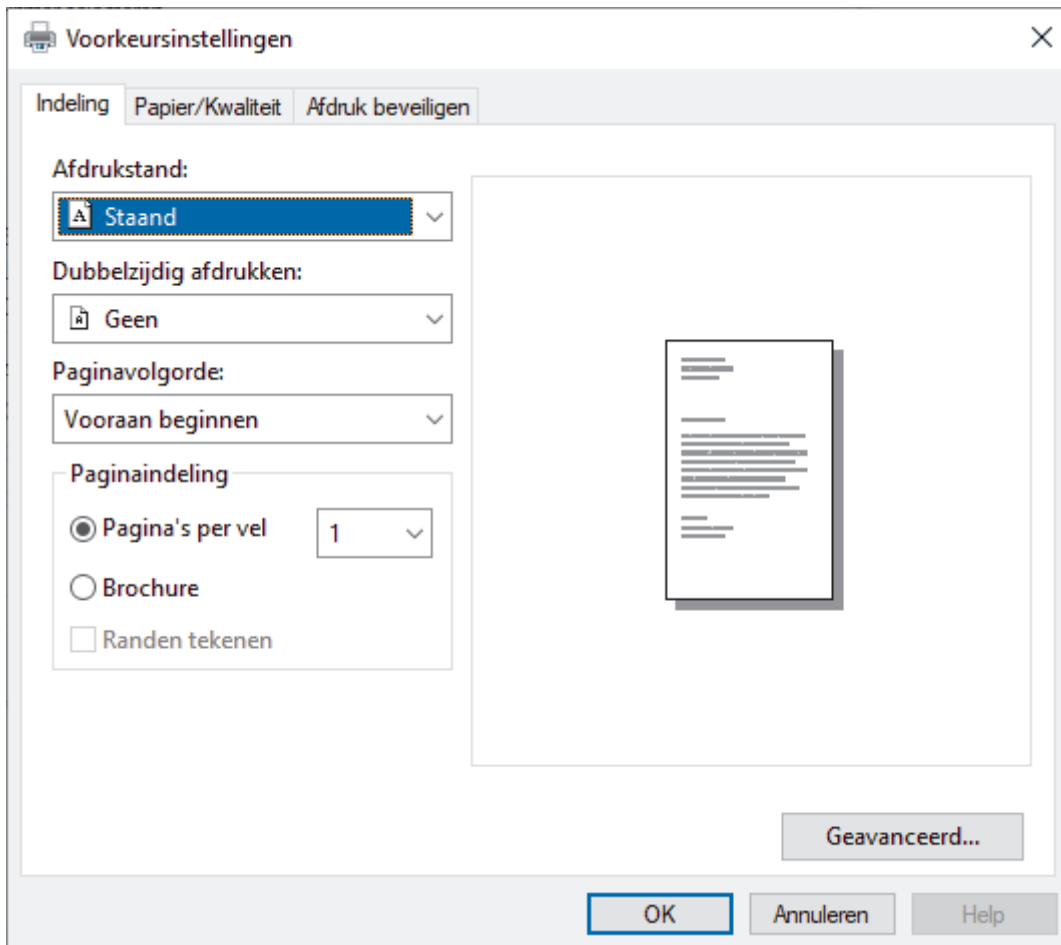 Voorkeursinstellingen
Indeling
Papier/Kwaliteit
Afdruk beveiligen
Afdrukstand:
A Staand
Dubbelzijdig afdrukken:
A Geen
Paginavolgorde:
Vooraan beginnen
Paginaindeling
Pagina's per vel 1
Brochure
Randen tekenen
Geavanceerd...
OK
Annuleren
Help